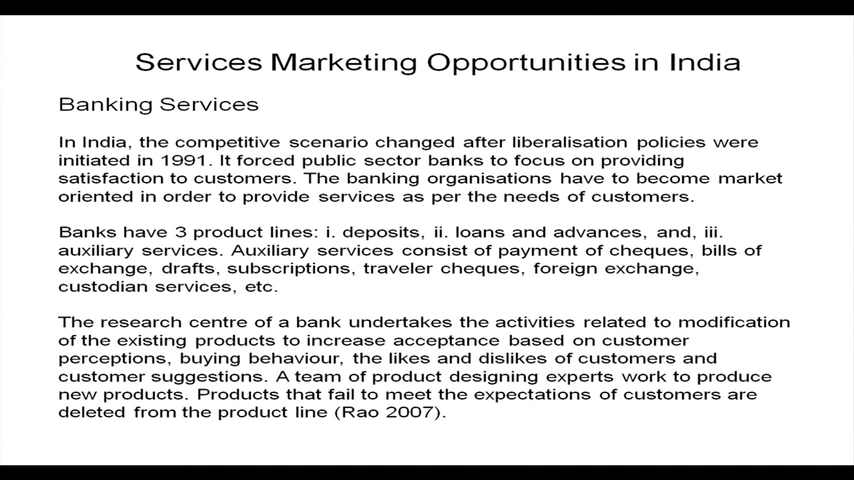 Services Marketing Opportunities in India
Banking Services
In India, the competitive scenario changed after liberalisation policies were
initiated in 1991. It forced public sector banks to focus on providing
satisfaction to customers. The banking organisations have to become market
oriented in order to provide services as per the needs of customers.
Banks have 3 product lines: i. deposits, ii. loans and advances, and, iii.
auxiliary services. Auxiliary services consist of payment of cheques, bills of
exchange, drafts, subscriptions, traveler cheques, foreign exchange,
custodian services, etc.
The research centre of a bank undertakes the activities related to modification
of the existing products to increase acceptance based on customer
perceptions, buying behaviour, the likes and dislikes of customers and
customer suggestions. A team of product designing experts work to produce
new products. Products that fail to meet the expectations of customers are
deleted from the product line (Rao 2007).